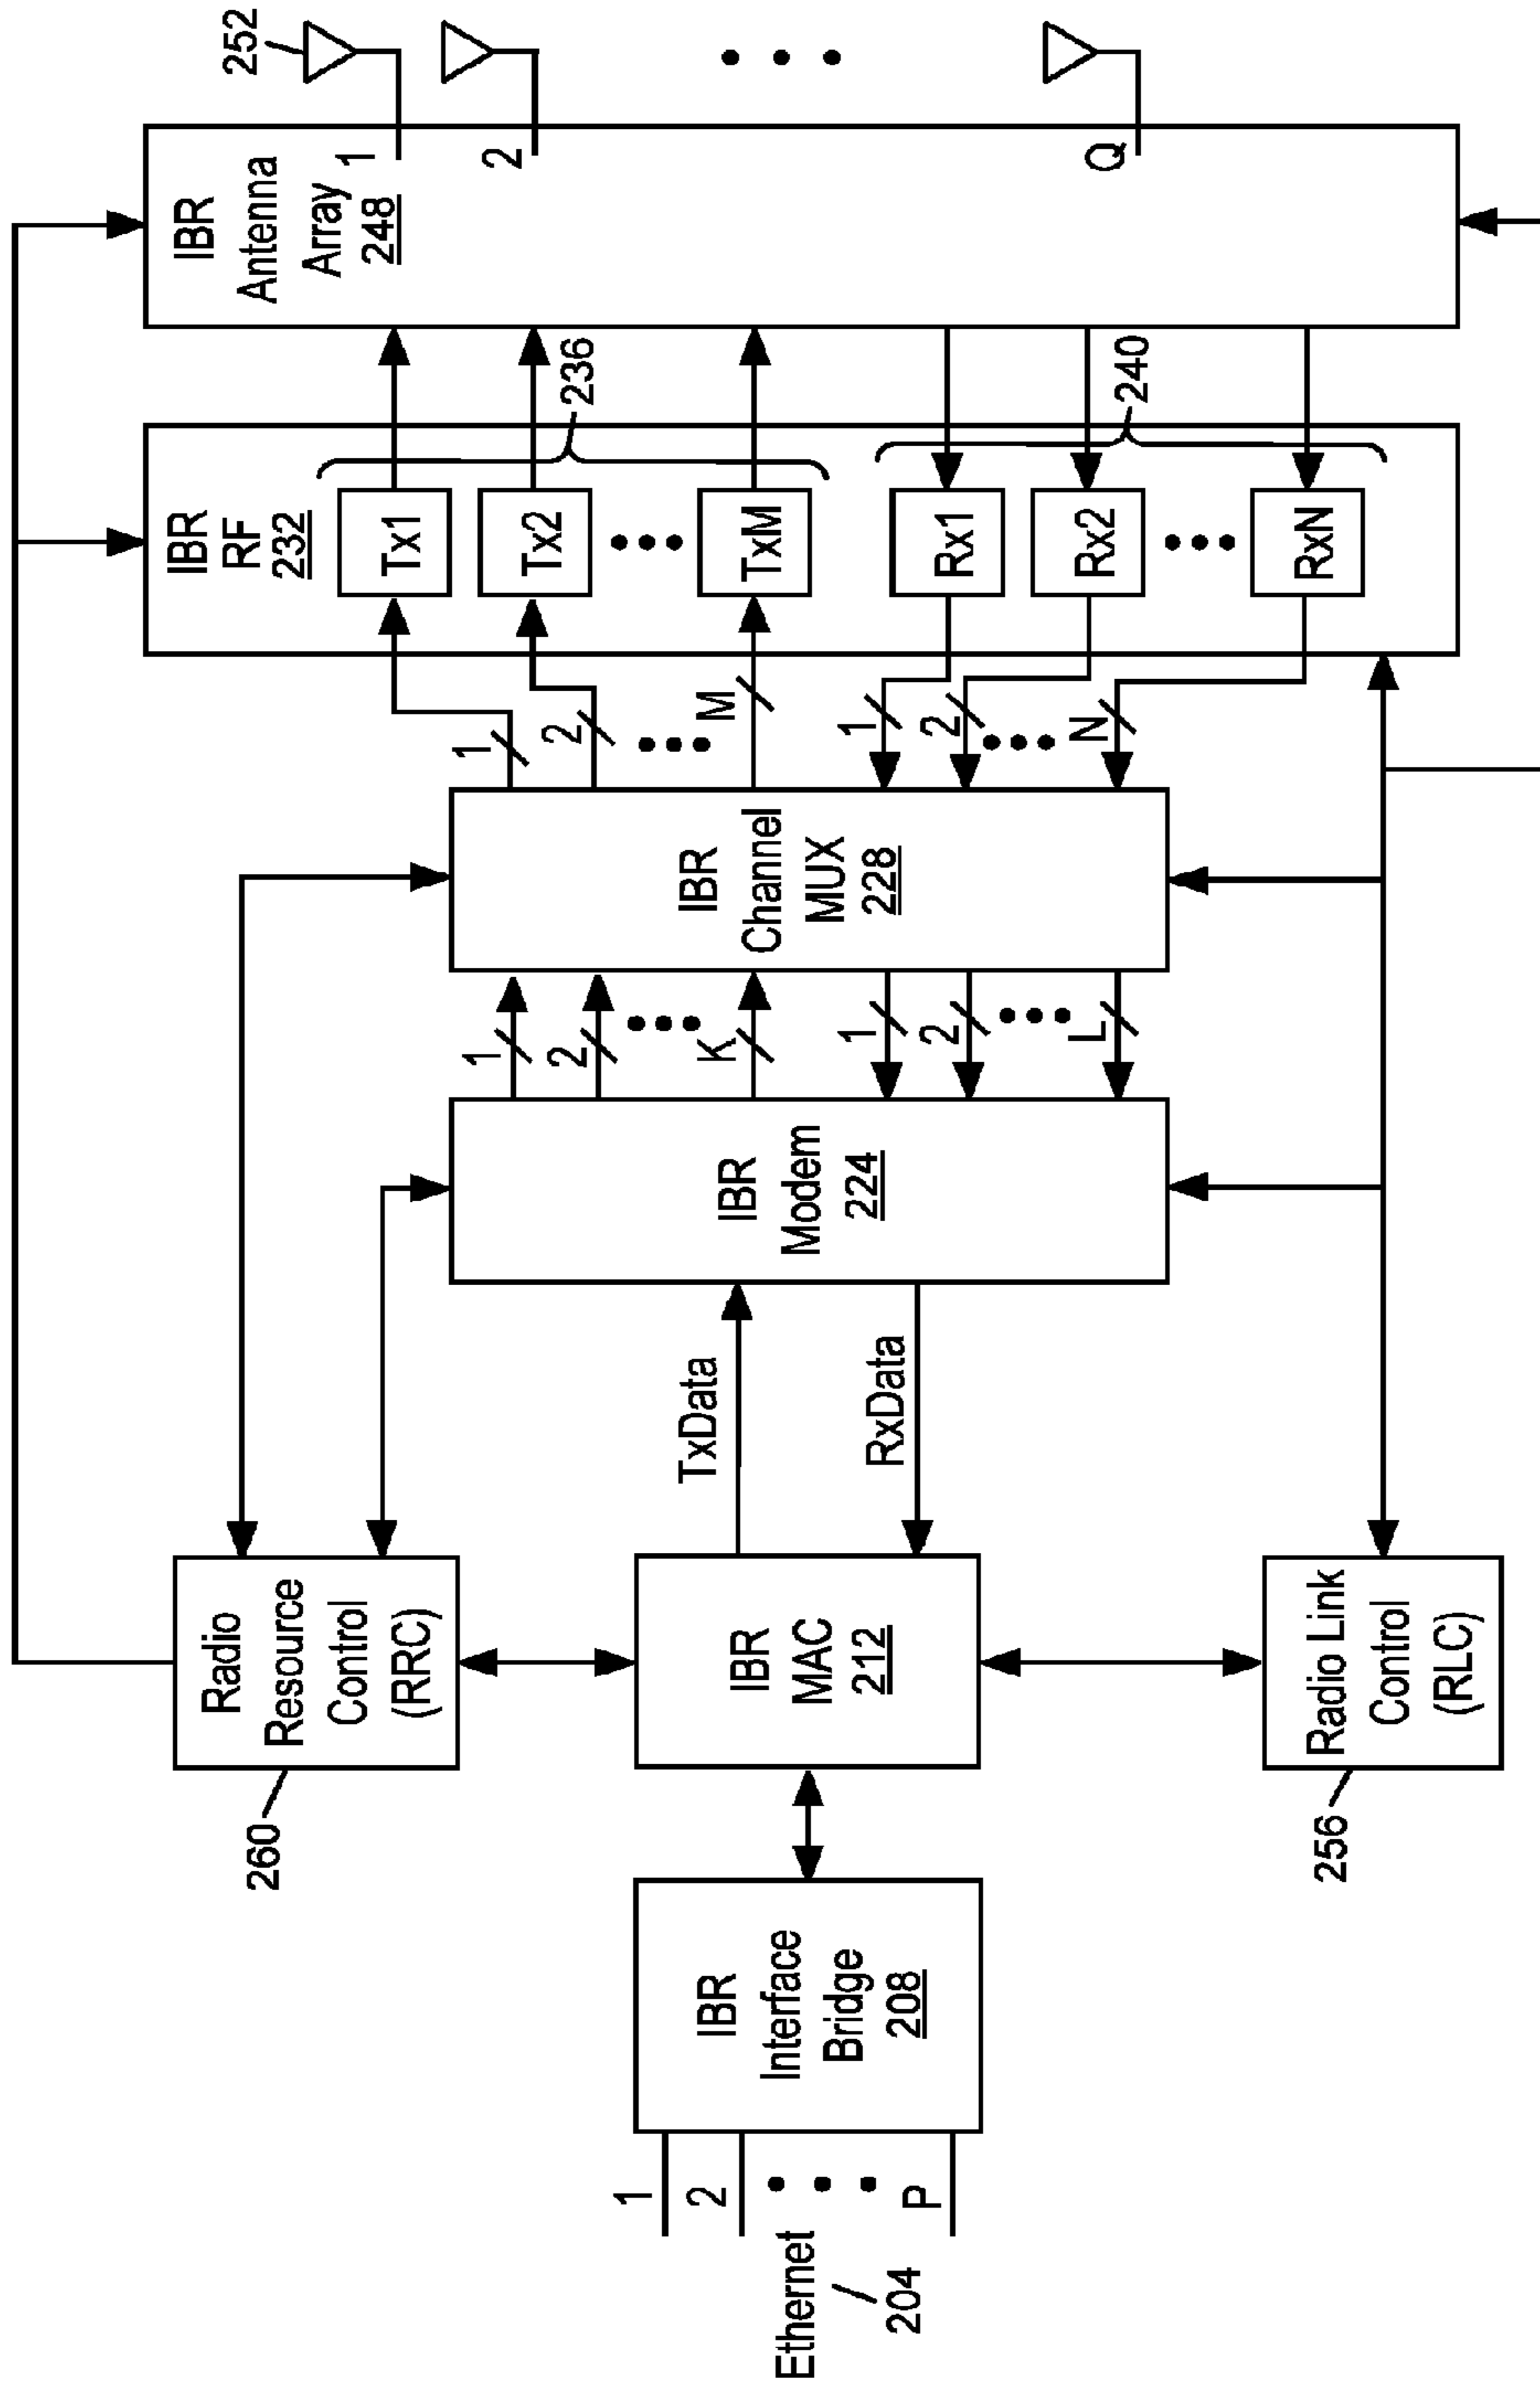 252
IBR
Antenna
Array
248
1
2
Q
IBR
RF
232
Tx1
Tx2
TxM
236
Rx1
Rx2
RxN
240
1
2
M
1
2
N
IBR
Channel
MUX
228
1
2
K
1
2
L
IBR
Modem
224
TxData
RxData
Radio
Resource
Control
(RRC)
260
IBR
MAC
212
Radio Link
Control
(RLC)
256
IBR
Interface
Bridge
208
1
2
P
Ethernet
204